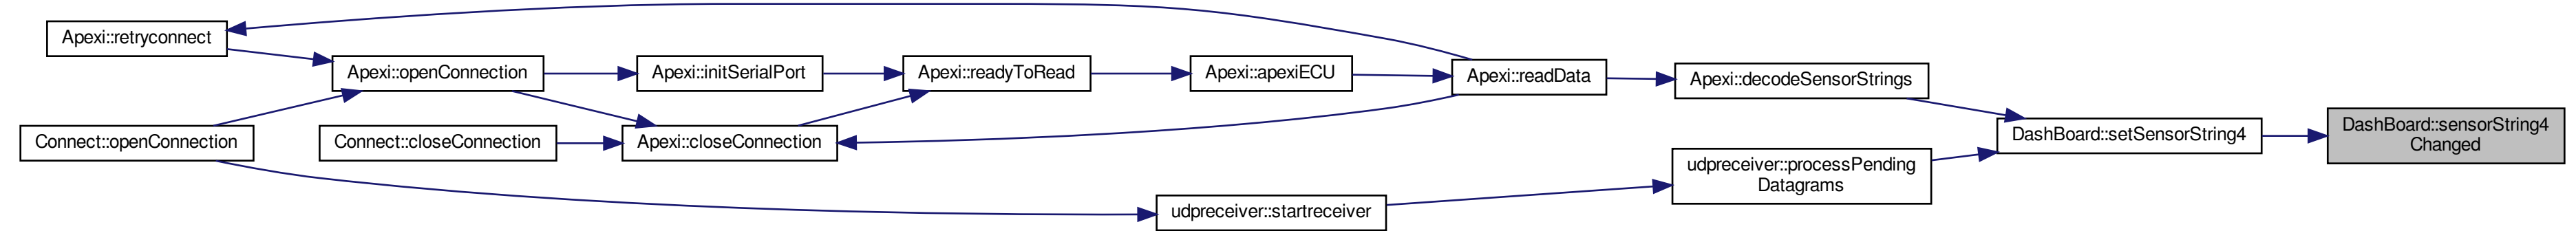 Apexi::retryconnect
Apexi::openConnection
Apexi::initSerialPort
Apexi::readyToRead
Apexi::apexiECU
Apexi::readData
Apexi::decodeSensorStrings
DashBoard::sensorString4
Changed
DashBoard::setSensorString4
Connect::openConnection
Connect::closeConnection
Apexi::closeConnection
udpreceiver::processPending
Datagrams
udpreceiver::startreceiver